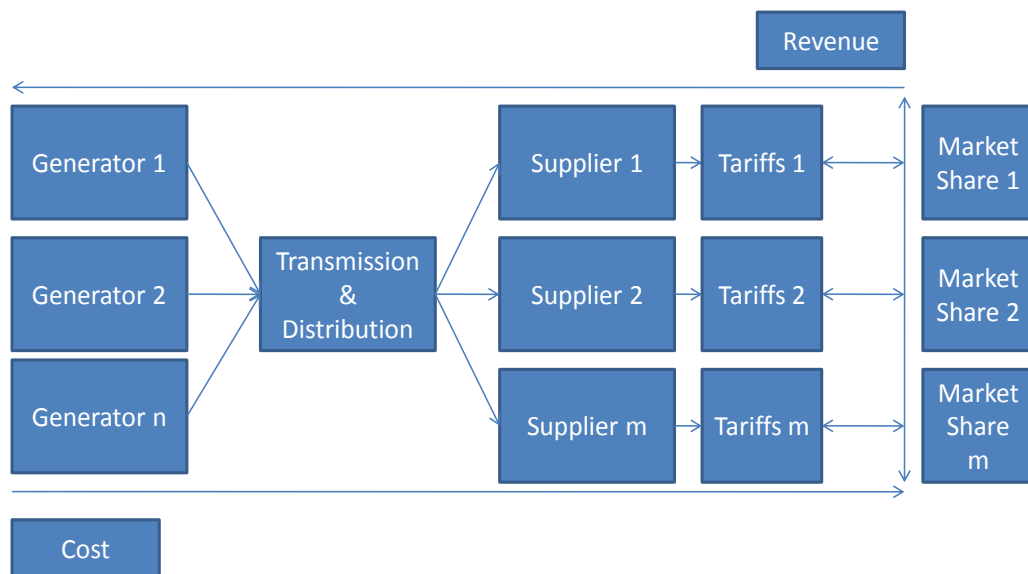 Revenue
Generator 1
Supplier 1
Tariffs 1
Market
Share 1
Generator 2
Transmission
&
Distribution
Supplier 2
Tariffs 2
Market
Share 2
Generator n
Supplier m
Tariffs m
Market
Share
m
Cost